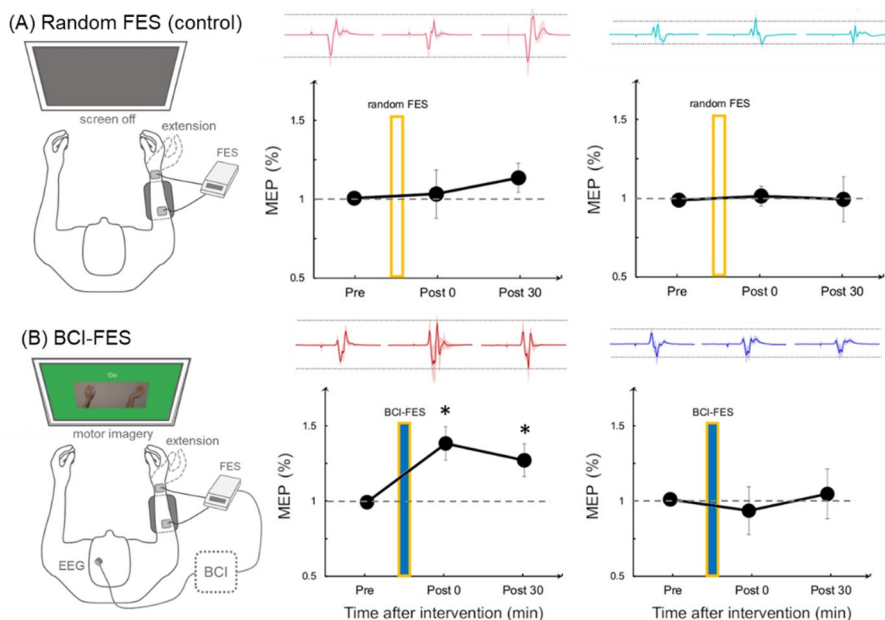 (A) Random FES (control)
screen off
extension
FES
MEP (%)
1.5
1
0.5
random FES
Pre
Post 0
Post 30
MEP (%)
1.5
1
0.5
random FES
Pre
Post 0
Post 30
(B) BCI-FES
Go
motor imagery
extension
FES
EEG
BCI
MEP (%)
1.5
1
0.5
BCI-FES
*
*
Pre
Post 0
Post 30
Time after intervention (min)
MEP (%)
1.5
1
0.5
BCI-FES
Pre
Post 0
Post 30
Time after intervention (min)